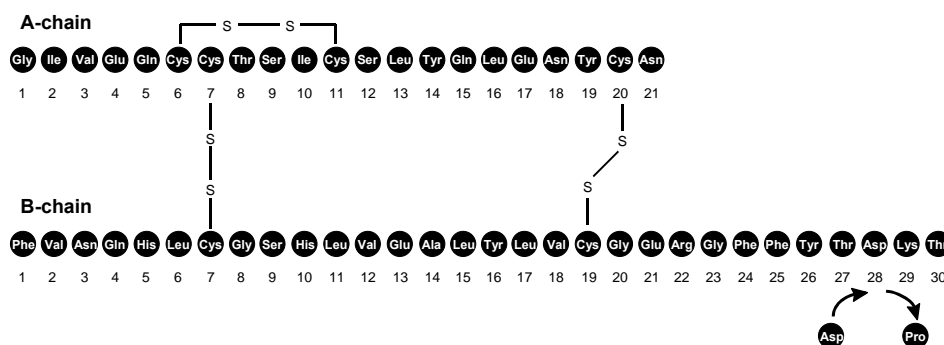 A-chain
S S
Gly Ile Val Glu Gln Cys Cys Thr Ser Ile Cys Ser Leu Tyr Gln Leu Glu Asn Tyr Cys Asn
1 2 3 4 5 6 7 8 9 10 11 12 13 14 15 16 17 18 19 20 21
S S
S S
B-chain
Phe Val Asn Gln His Leu Cys Gly Ser His Leu Val Glu Ala Leu Tyr Leu Val Cys Gly Glu Arg Gly Phe Phe Tyr Thr Asp Lys Thr
1 2 3 4 5 6 7 8 9 10 11 12 13 14 15 16 17 18 19 20 21 22 23 24 25 26 27 28 29 30
Asp Pro